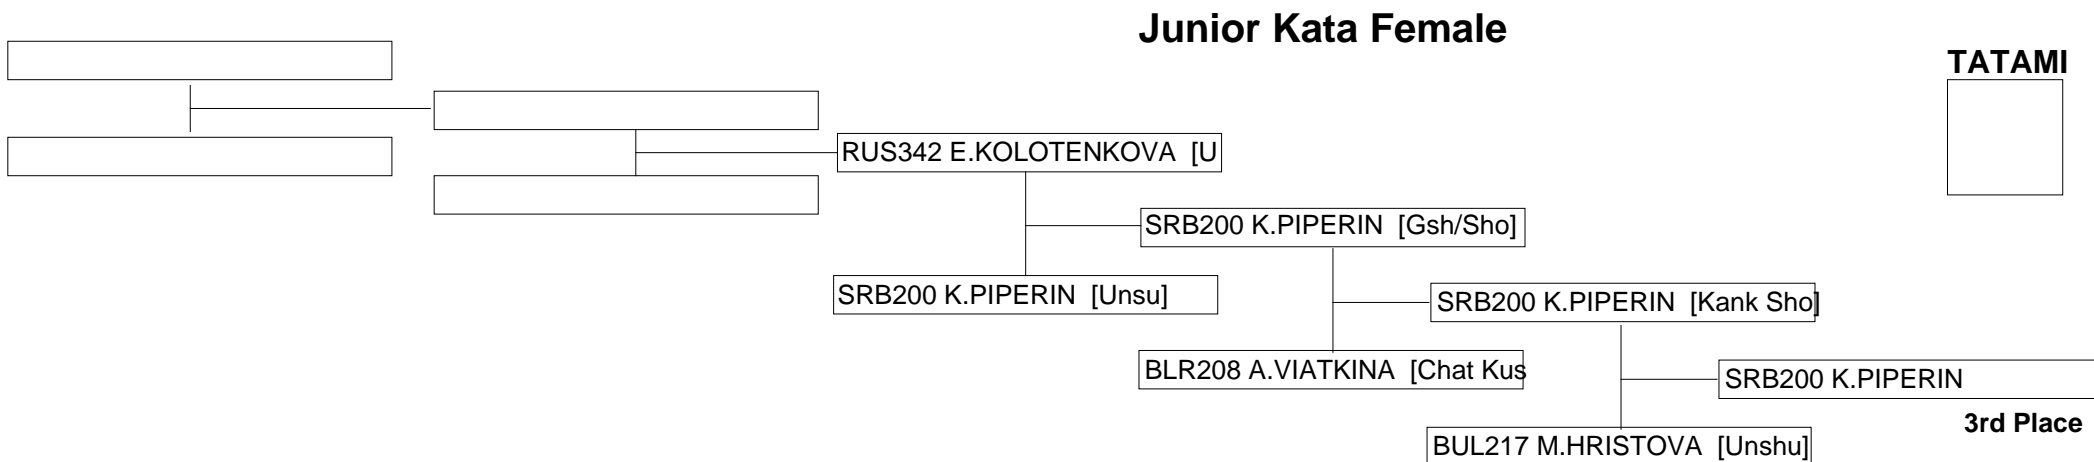 Junior Kata Female
TATAMI
RUS342 E.KOLOTENKOVA [U
SRB200 K.PIPERIN [Gsh/Sho]
SRB200 K.PIPERIN [Unsu]
SRB200 K.PIPERIN [Kank Sho]
BLR208 A.VIATKINA [Chat Kus
SRB200 K.PIPERIN
3rd Place
BUL217 M.HRISTOVA [Unshu]